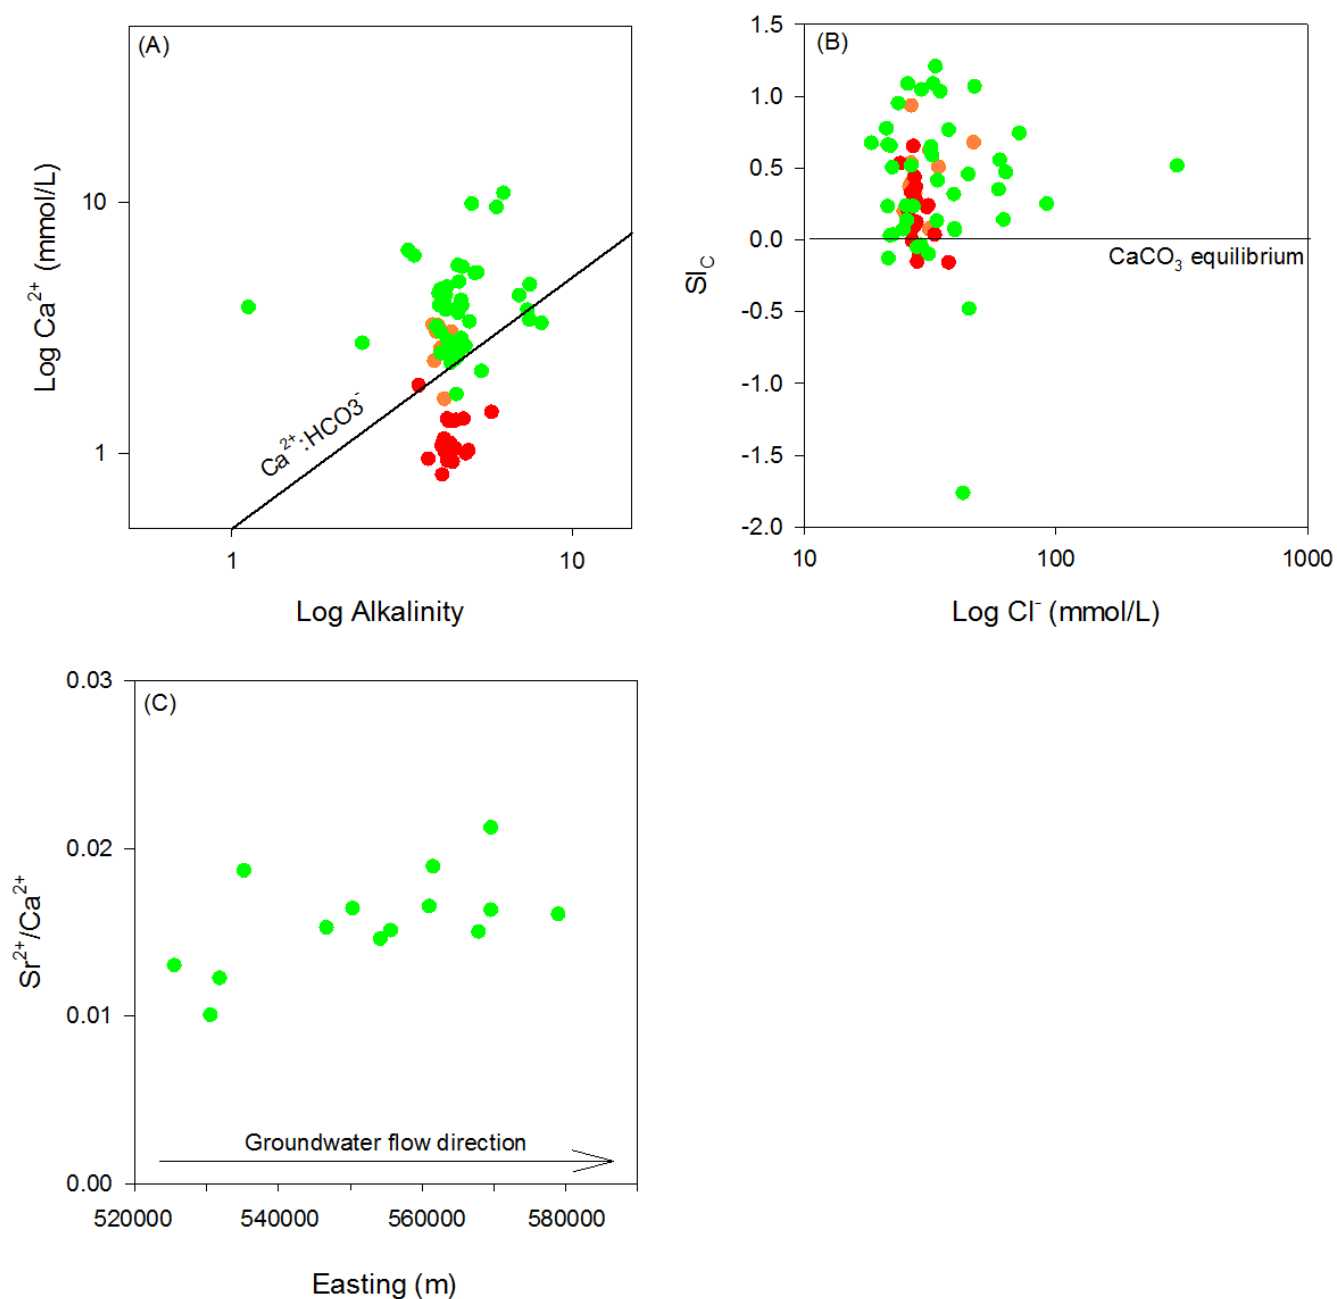 (A)
Log Ca²⁺ (mmol/L)
10
1
Ca²⁺:HCO3⁻
1
10
Log Alkalinity
(B)
SI_C
1.5
1.0
0.5
0.0
-0.5
-1.0
-1.5
-2.0
CaCO₃ equilibrium
10
100
1000
Log Cl⁻ (mmol/L)
(C)
Sr²⁺/Ca²⁺
0.03
0.02
0.01
0.00
Groundwater flow direction
520000
540000
560000
580000
Easting (m)